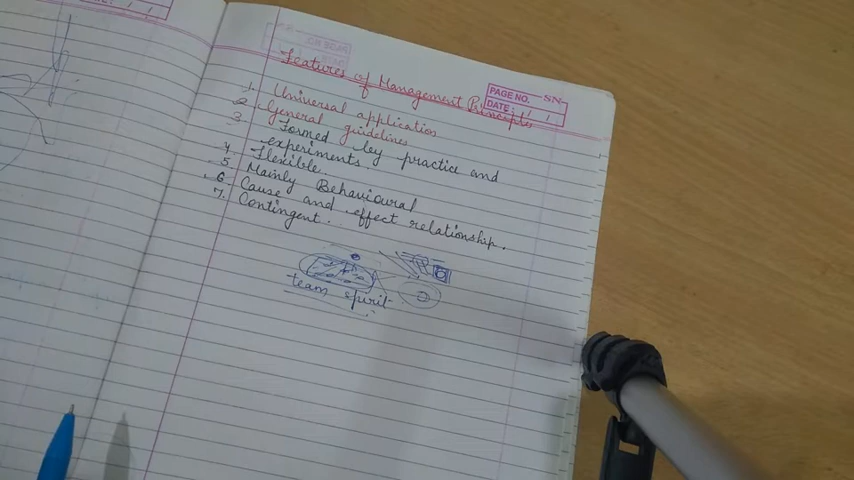 Features of Management Principles
PAGE NO. SN
DATE: / /
1. Universal application
2. General guidelines
3. Formed by practice and
experiments.
4. Flexible.
5. Mainly Behavioural
6. Cause and effect relationship.
7. Contingent.
team spirit